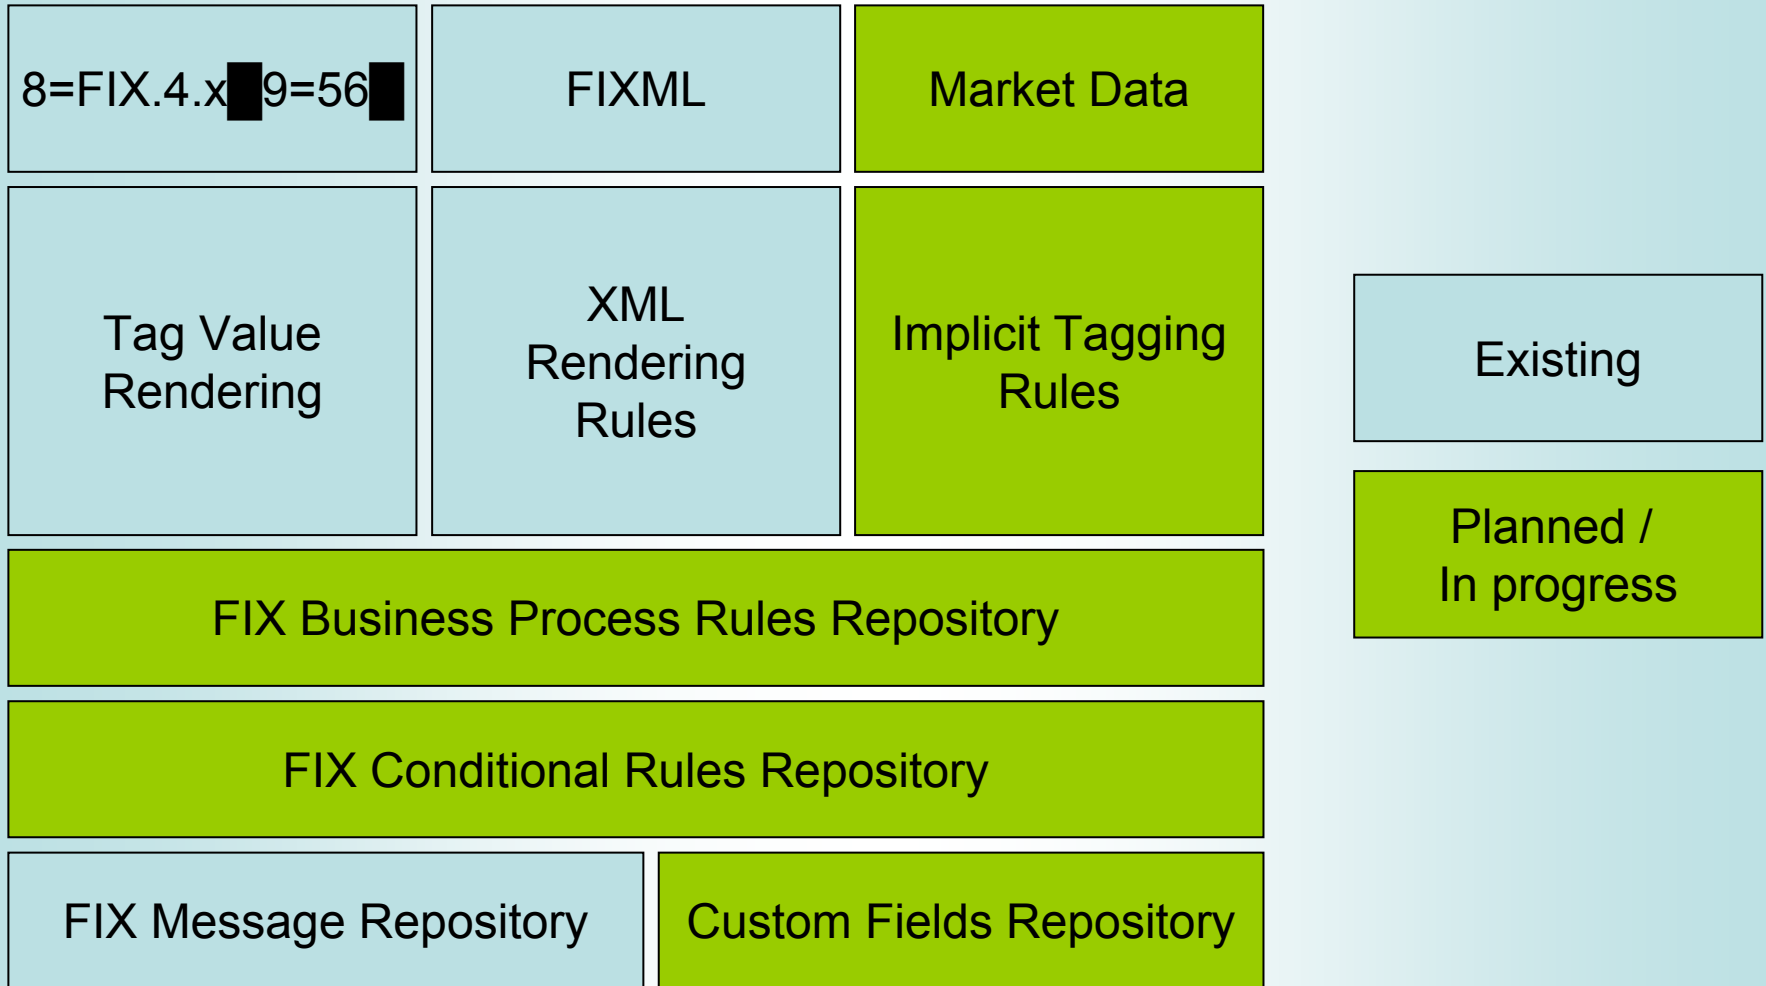 8=FIX.4.x█9=56█
FIXML
Market Data
Tag Value
Rendering
XML
Rendering
Rules
Implicit Tagging
Rules
Existing
Planned /
In progress
FIX Business Process Rules Repository
FIX Conditional Rules Repository
FIX Message Repository
Custom Fields Repository